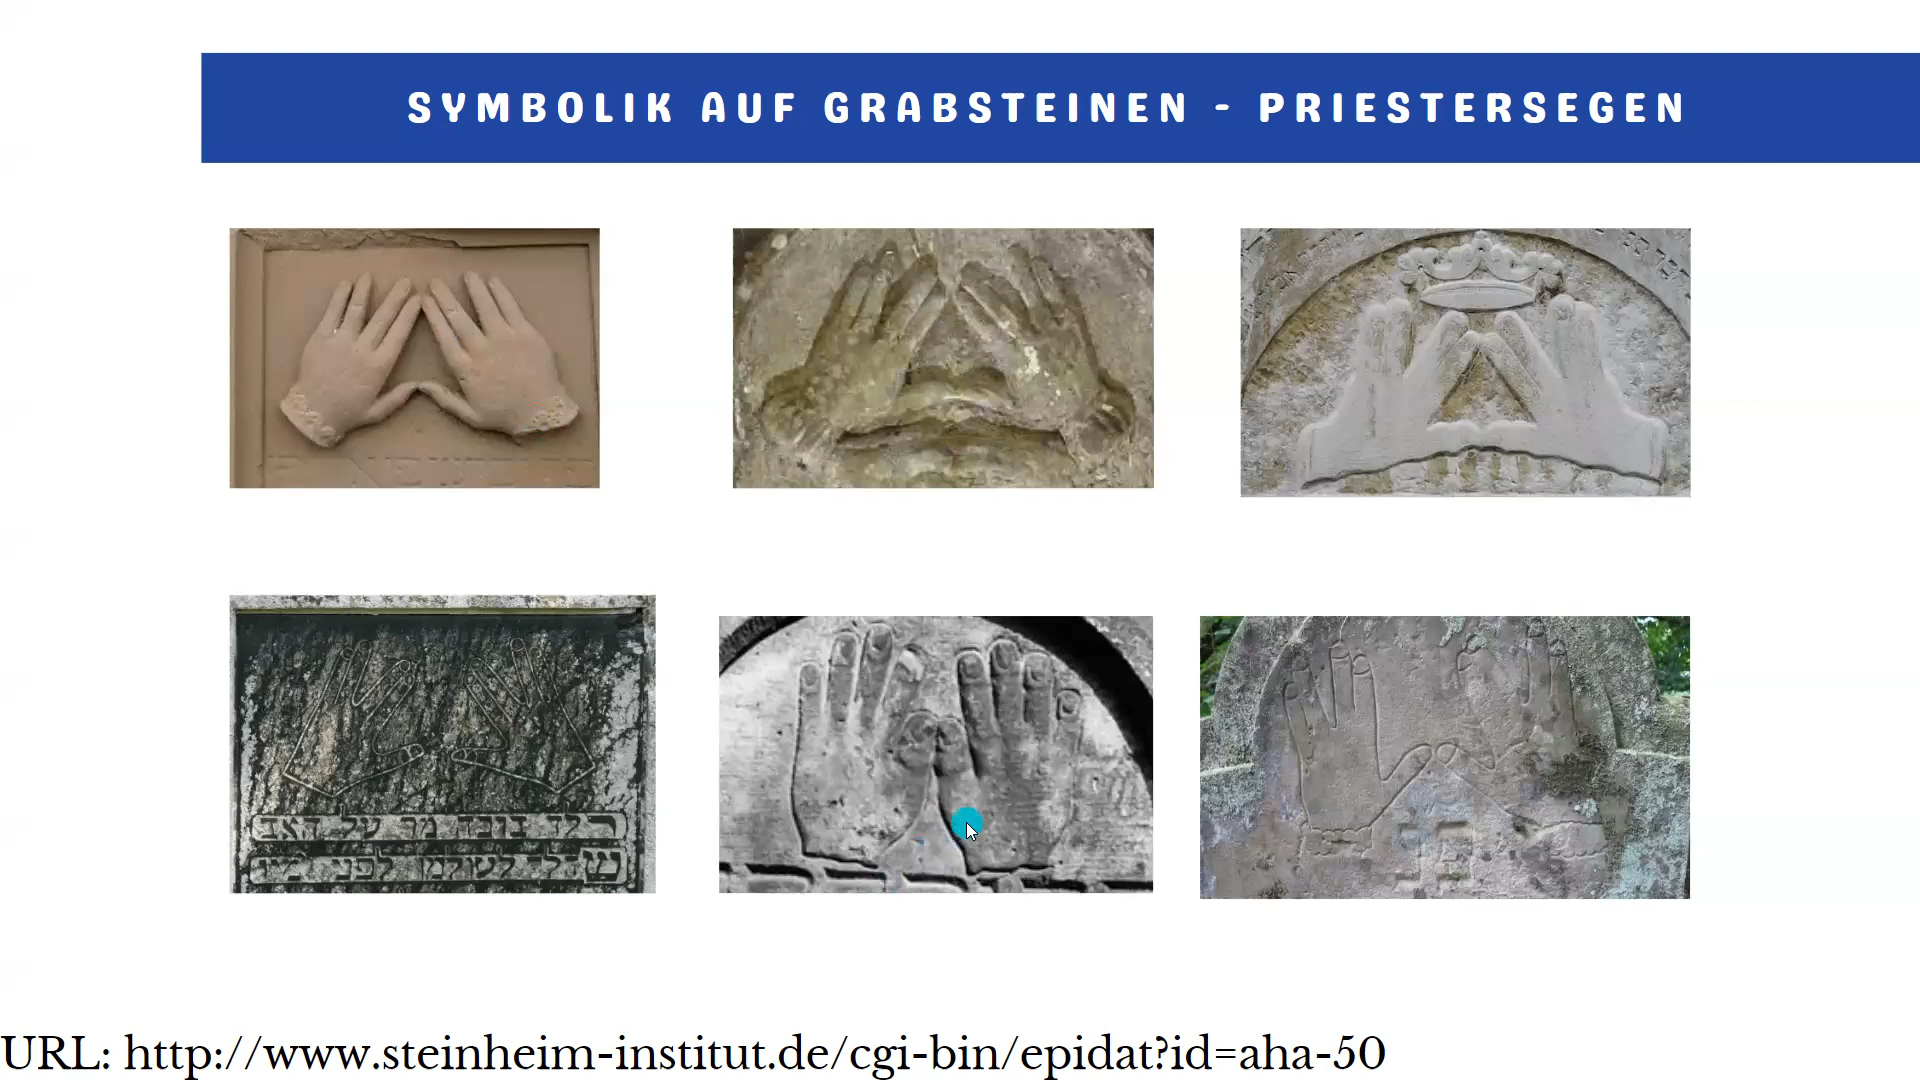 SYMBOLIK AUF GRABSTEINEN - PRIESTERSEGEN
URL: http://www.steinheim-institut.de/cgi-bin/epidat?id=aha-50